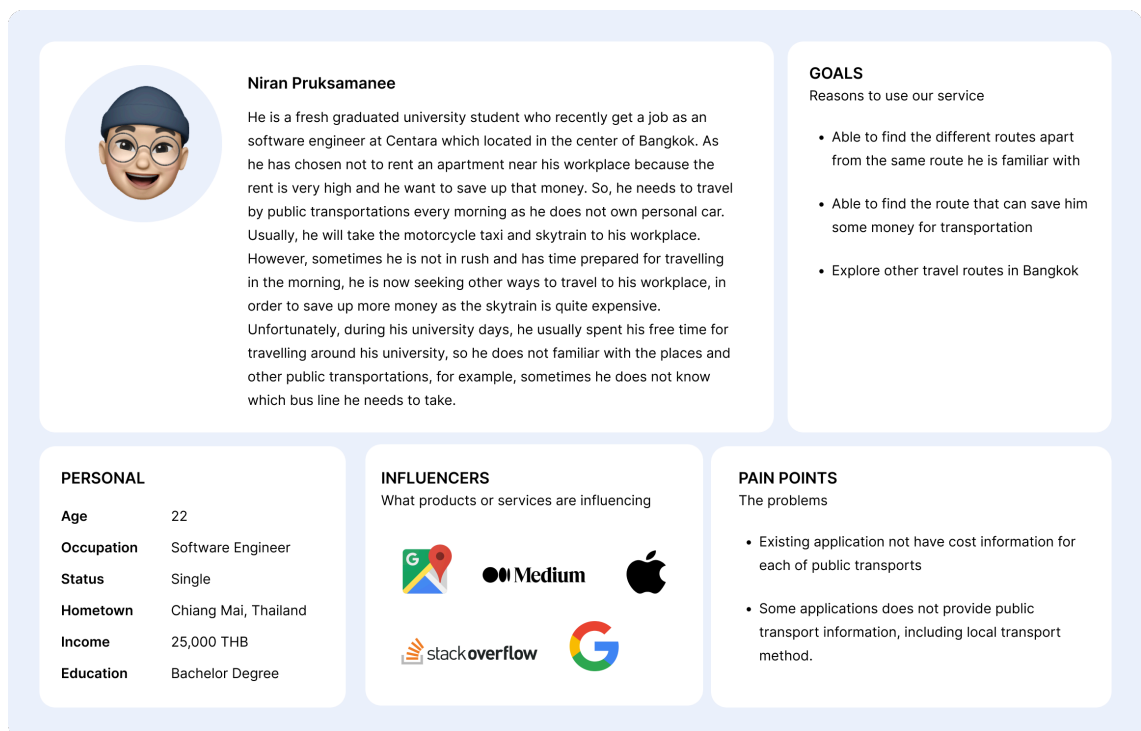 Niran Pruksamanee
He is a fresh graduated university student who recently get a job as an
software engineer at Centara which located in the center of Bangkok. As
he has chosen not to rent an apartment near his workplace because the
rent is very high and he want to save up that money. So, he needs to travel
by public transportations every morning as he does not own personal car.
Usually, he will take the motorcycle taxi and skytrain to his workplace.
However, sometimes he is not in rush and has time prepared for travelling
in the morning, he is now seeking other ways to travel to his workplace, in
order to save up more money as the skytrain is quite expensive.
Unfortunately, during his university days, he usually spent his free time for
travelling around his university, so he does not familiar with the places and
other public transportations, for example, sometimes he does not know
which bus line he needs to take.
GOALS
Reasons to use our service
• Able to find the different routes apart
from the same route he is familiar with
• Able to find the route that can save him
some money for transportation
• Explore other travel routes in Bangkok
PERSONAL
Age 22
Occupation Software Engineer
Status Single
Hometown Chiang Mai, Thailand
Income 25,000 THB
Education Bachelor Degree
INFLUENCERS
What products or services are influencing
G
Medium
stackoverflow
G
PAIN POINTS
The problems
• Existing application not have cost information for
each of public transports
• Some applications does not provide public
transport information, including local transport
method.